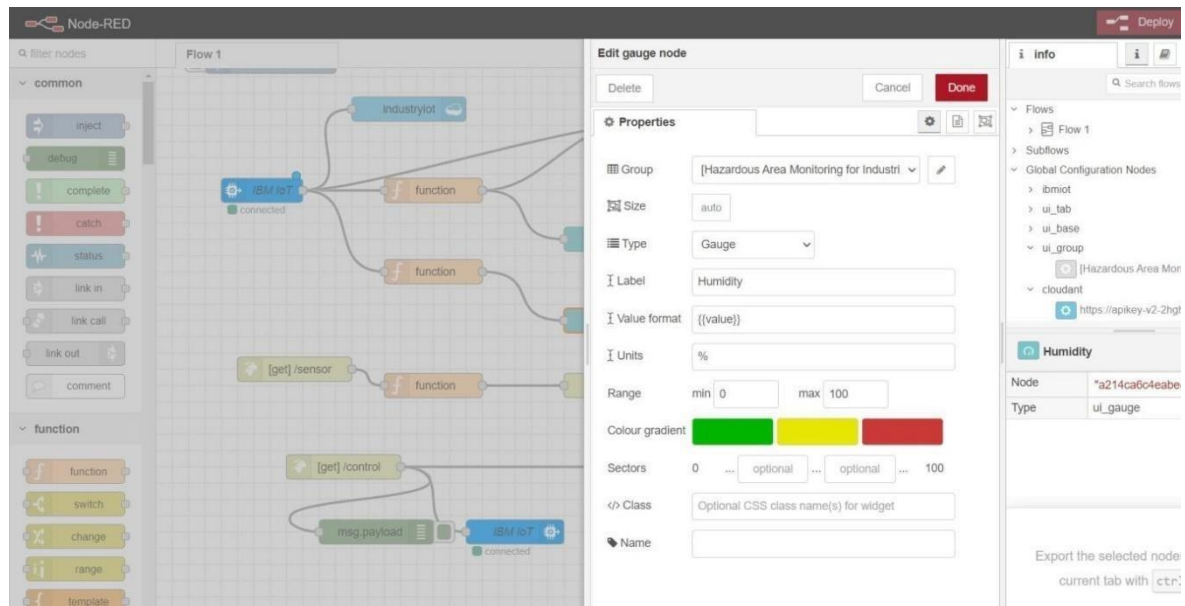 Node-RED
Deploy
filter nodes
Flow 1
common
inject
debug
complete
catch
status
link in
link call
link out
comment
function
function
switch
change
range
template
industryiot
IBM IoT
connected
function
function
[get] /sensor
function
[get] /control
msg.payload
IBM IoT
connected
Edit gauge node
Delete
Cancel
Done
Properties
Group
[Hazardous Area Monitoring for Industri
Size
auto
Type
Gauge
Label
Humidity
Value format
{{value}}
Units
%
Range
min 0
max 100
Colour gradient
Sectors
0 ... optional ... optional ... 100
</> Class
Optional CSS class name(s) for widget
Name
i info
i
Search flows
Flows
Flow 1
Subflows
Global Configuration Nodes
ibmiot
ui_tab
ui_base
ui_group
[Hazardous Area Mon
cloudant
https://apikey-v2-2hgh
Humidity
Node
"a214ca6c4eabe
Type
ui_gauge
Export the selected node
current tab with ctrl